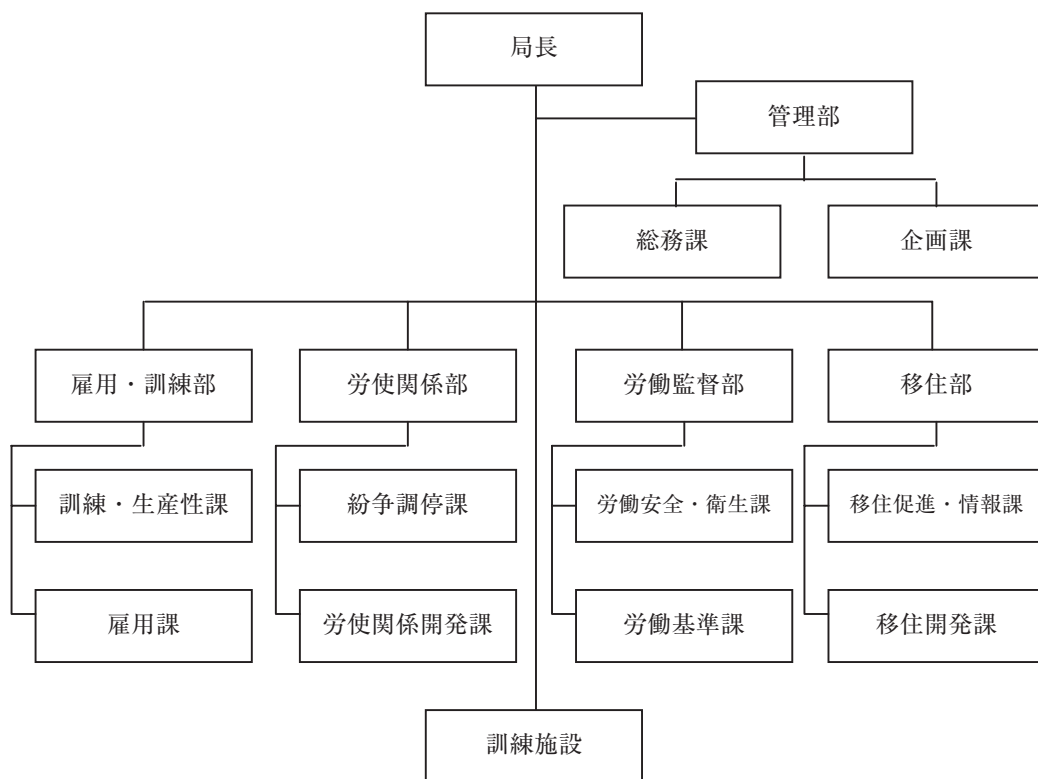 局長
管理部
総務課
企画課
雇用・訓練部
労使関係部
労働監督部
移住部
訓練・生産性課
紛争調停課
労働安全・衛生課
移住促進・情報課
雇用課
労使関係開発課
労働基準課
移住開発課
訓練施設